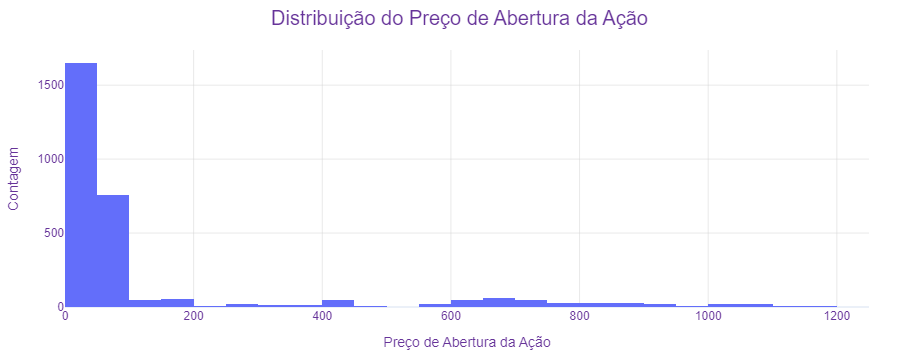 Distribuição do Preço de Abertura da Ação
Contagem
1500
1000
500
0
0 200 400 600 800 1000 1200
Preço de Abertura da Ação